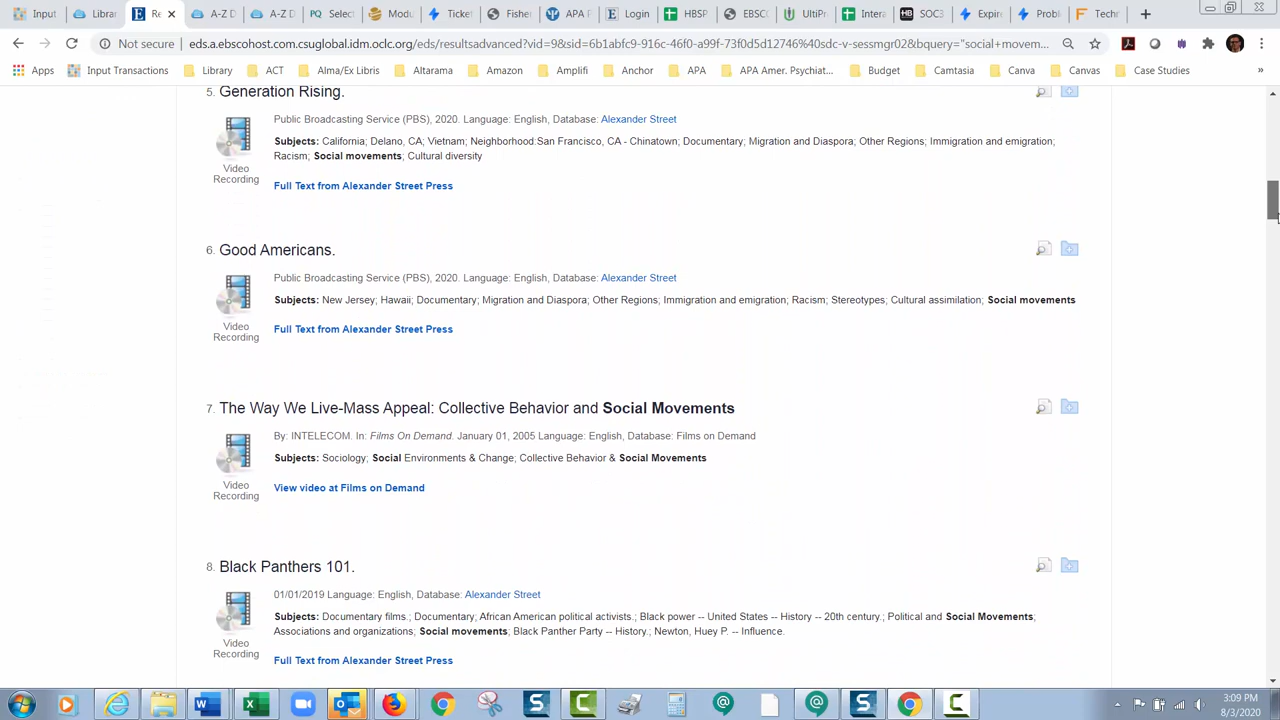 Input
Librar
Re
A-Z D
A-Z D
PQ Select
Modu
Ticket
Fisher
APA P
Login
HBSP
EBSC
UltiPr
Intera
HB SOC3
Expire
Proble
Techn
Not secure eds.a.ebscohost.com.csuglobal.idm.oclc.org/eds/resultsadvanced?vid=9&sid=6b1abfc9-916c-46f0-a99f-73f0d5d12746%40sdc-v-sessmgr02&bquery="social+movem...
Apps Input Transactions Library ACT Alma/Ex Libris Altarama Amazon Amplifi Anchor APA APA Amer. Psychiat... Budget Camtasia Canva Canvas Case Studies »
5. Generation Rising.
Public Broadcasting Service (PBS), 2020. Language: English, Database: Alexander Street
Subjects: California; Delano, CA; Vietnam; Neighborhood:San Francisco, CA - Chinatown; Documentary; Migration and Diaspora; Other Regions; Immigration and emigration;
Racism; Social movements; Cultural diversity
Video
Recording
Full Text from Alexander Street Press
6. Good Americans.
Public Broadcasting Service (PBS), 2020. Language: English, Database: Alexander Street
Subjects: New Jersey; Hawaii; Documentary; Migration and Diaspora; Other Regions; Immigration and emigration; Racism; Stereotypes; Cultural assimilation; Social movements
Video
Recording
Full Text from Alexander Street Press
7. The Way We Live-Mass Appeal: Collective Behavior and Social Movements
By: INTELECOM. In: Films On Demand. January 01, 2005 Language: English, Database: Films on Demand
Subjects: Sociology; Social Environments & Change; Collective Behavior & Social Movements
Video
Recording
View video at Films on Demand
8. Black Panthers 101.
01/01/2019 Language: English, Database: Alexander Street
Subjects: Documentary films.; Documentary; African American political activists.; Black power -- United States -- History -- 20th century.; Political and Social Movements;
Associations and organizations; Social movements; Black Panther Party -- History.; Newton, Huey P. -- Influence.
Video
Recording
Full Text from Alexander Street Press
3:09 PM
8/3/2020